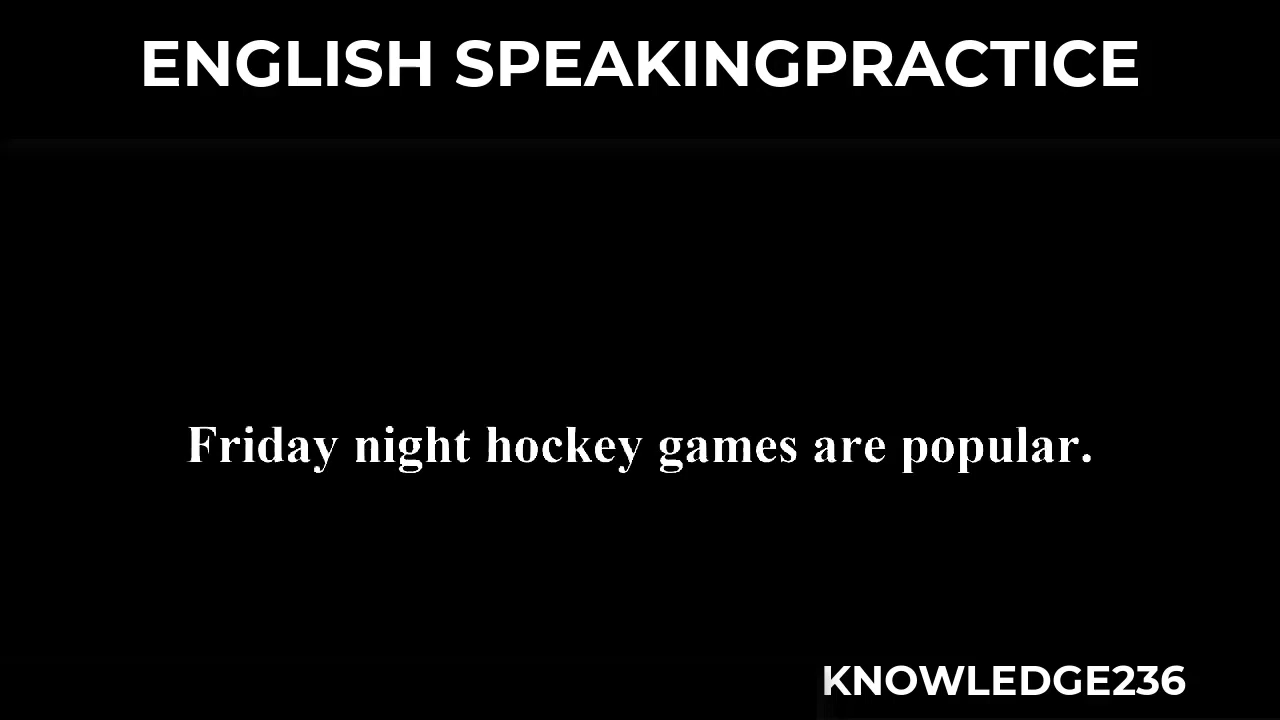 ENGLISH SPEAKINGPRACTICE
Friday night hockey games are popular.
KNOWLEDGE236